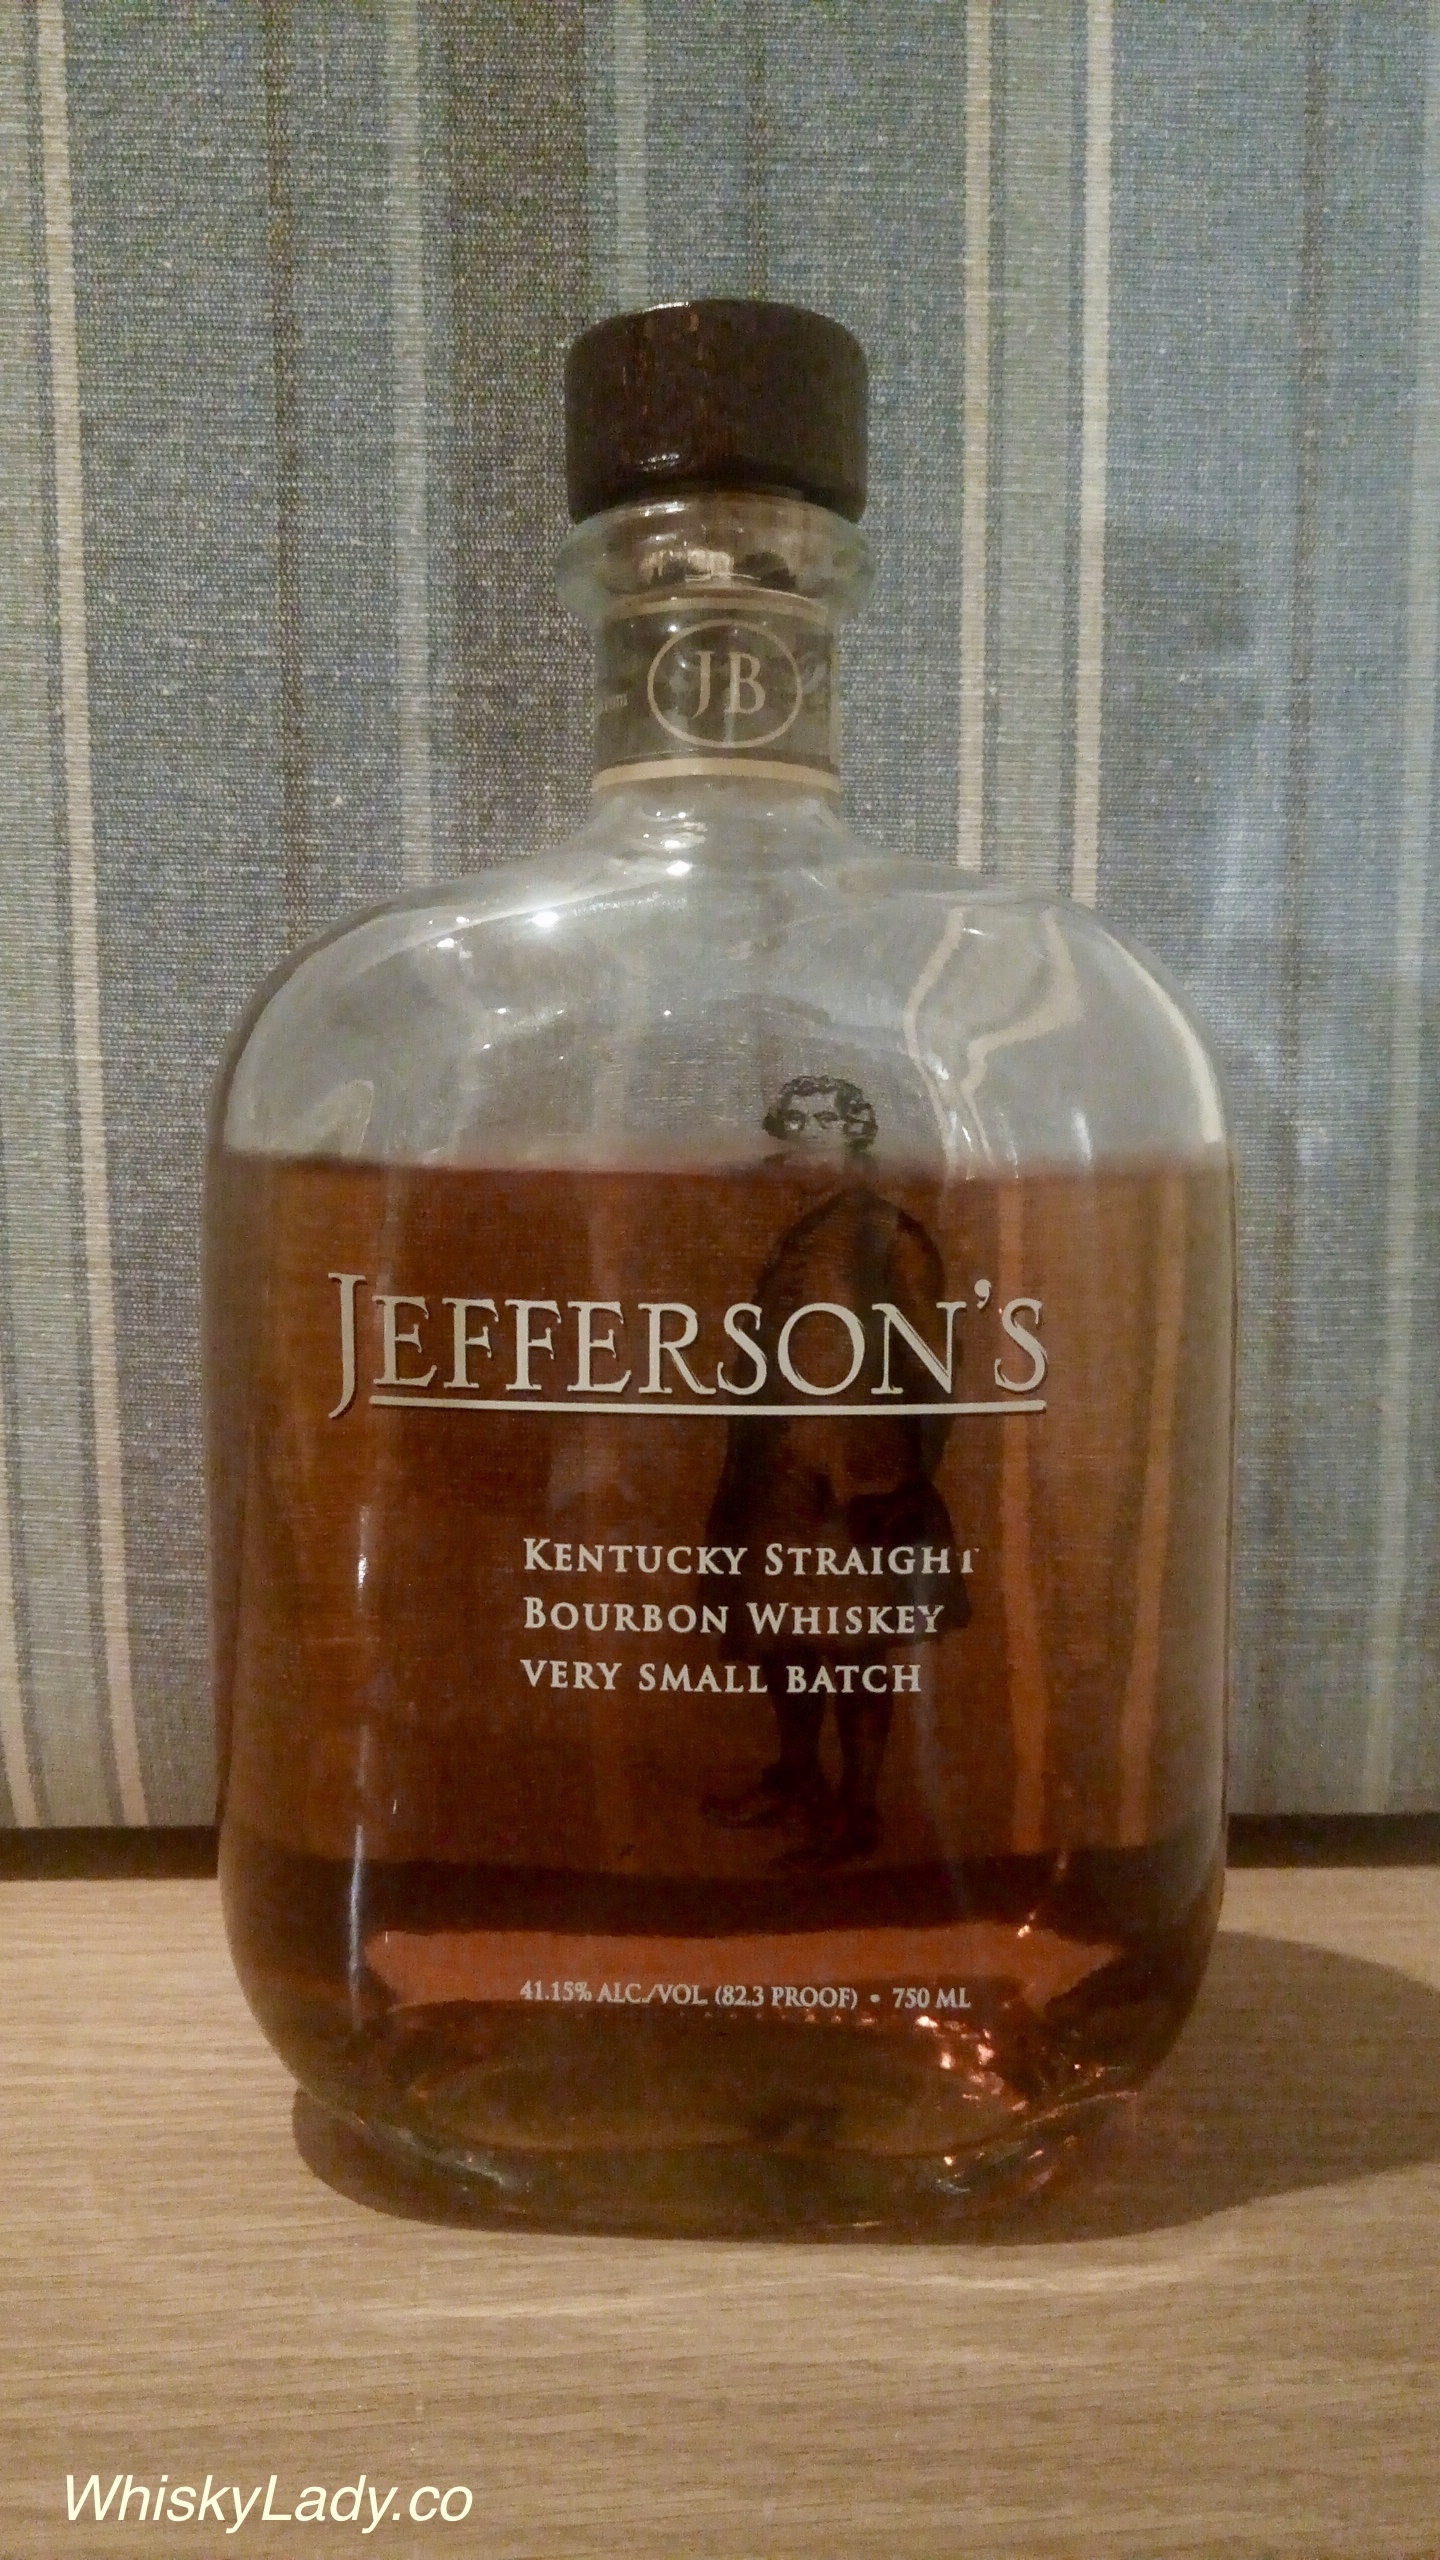 JB
JEFFERSON'S
KENTUCKY STRAIGHT
BOURBON WHISKEY
VERY SMALL BATCH
41.15% ALC./VOL. (82.3 PROOF) • 750 ML
WhiskyLady.co